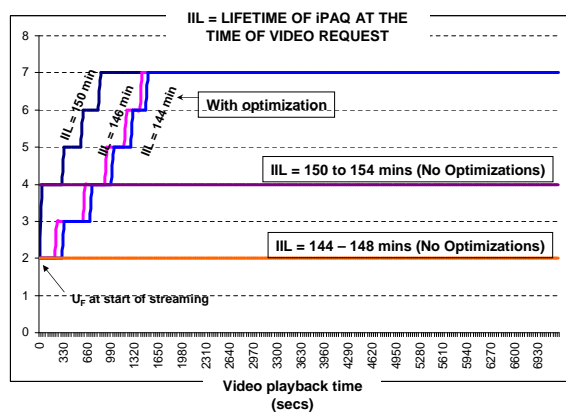 IIL = LIFETIME OF iPAQ AT THE
TIME OF VIDEO REQUEST
8
7
6
5
4
3
2
1
0
IIL = 150 min
IIL = 146 min
IIL = 144 min
With optimization
IIL = 150 to 154 mins (No Optimizations)
IIL = 144 – 148 mins (No Optimizations)
UF at start of streaming
0
330
660
990
1320
1650
1980
2310
2640
2970
3300
3630
3960
4290
4620
4950
5280
5610
5940
6270
6600
6930
Video playback time
(secs)